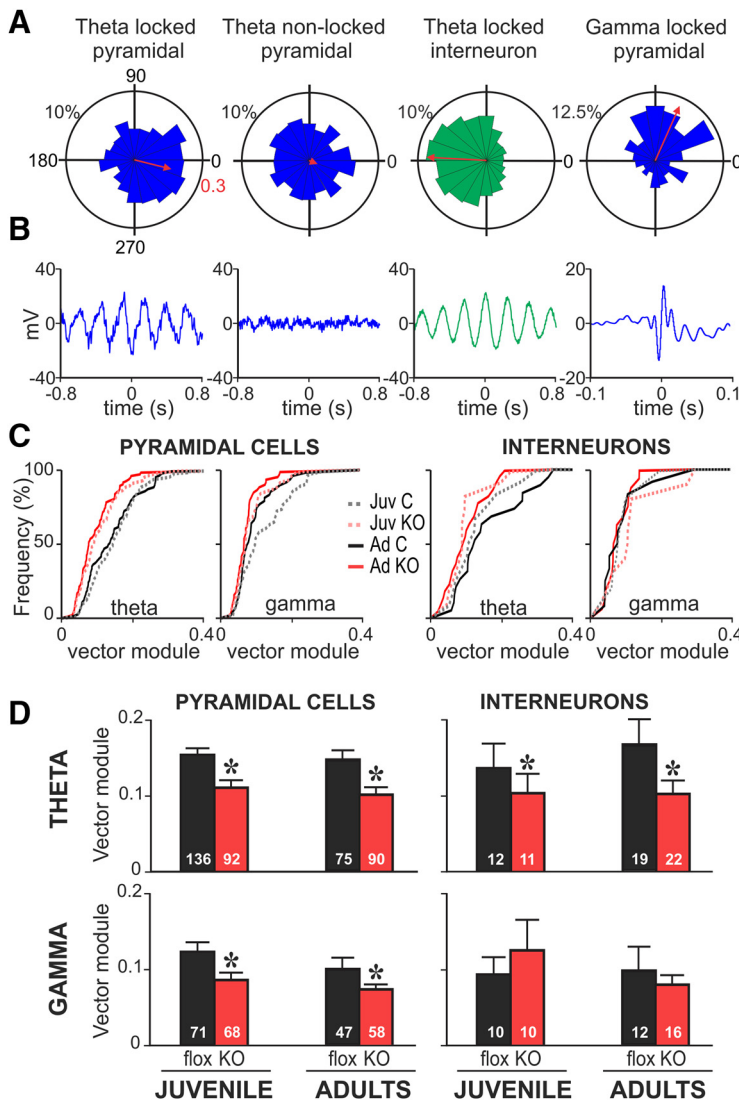 A
Theta locked pyramidal
Theta non-locked pyramidal
Theta locked interneuron
Gamma locked pyramidal
90
10%
180
0
0.3
270
10%
0
10%
0
12.5%
0
B
mV
40
0
-40
-0.8
0
0.8
time (s)
40
0
-40
-0.8
0
0.8
time (s)
40
0
-40
-0.8
0
0.8
time (s)
20
0
-20
-0.1
0
0.1
time (s)
C
PYRAMIDAL CELLS
INTERNEURONS
Frequency (%)
100
50
0
theta
0
0.4
vector module
gamma
0
0.4
vector module
Juv C
Juv KO
Ad C
Ad KO
theta
0
0.4
vector module
gamma
0
0.4
vector module
D
PYRAMIDAL CELLS
INTERNEURONS
THETA
Vector module
0.2
0.1
0
136
92
*
75
90
*
12
11
*
19
22
*
GAMMA
Vector module
0.2
0.1
0
71
68
*
47
58
*
10
10
12
16
flox KO
flox KO
flox KO
flox KO
JUVENILE
ADULTS
JUVENILE
ADULTS